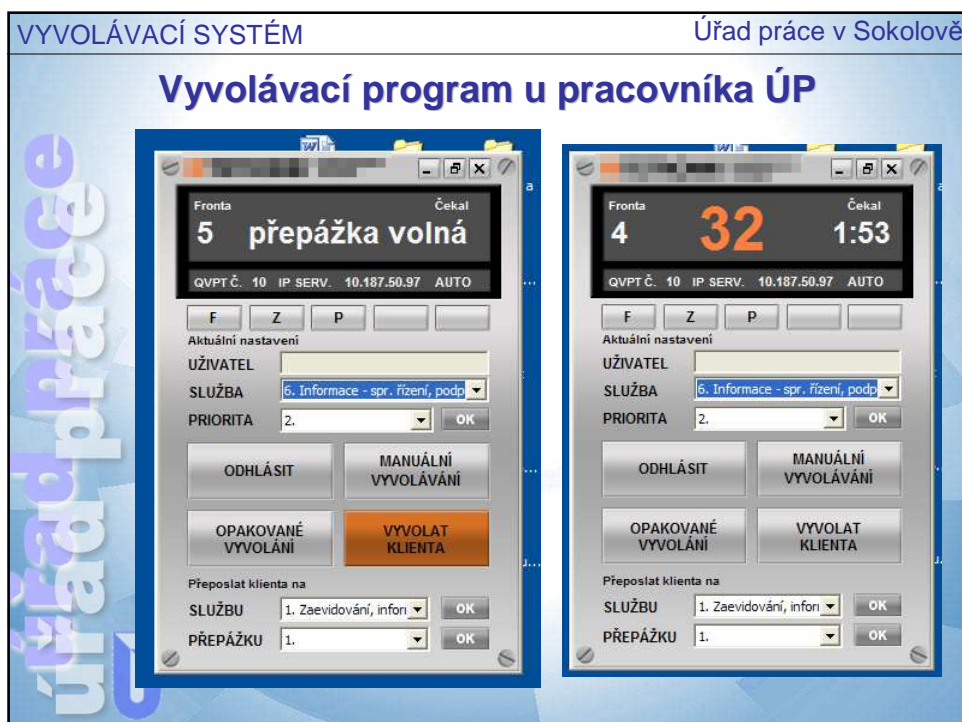 VYVOLÁVACÍ SYSTÉM
Úřad práce v Sokolově
Vyvolávací program u pracovníka ÚP
úřad práce
úřad práce
Fronta
Čekal
5
přepážka volná
QVPT Č. 10 IP SERV. 10.187.50.97 AUTO
F
Z
P
Aktuální nastavení
UŽIVATEL
SLUŽBA
6. Informace - spr. řízení, podp
PRIORITA
2.
OK
ODHLÁSIT
MANUÁLNÍ
VYVOLÁVÁNÍ
OPAKOVANÉ
VYVOLÁNÍ
VYVOLAT
KLIENTA
Přeposlat klienta na
SLUŽBU
1. Zaevidování, inforı
OK
PŘEPÁŽKU
1.
OK
Fronta
Čekal
4
32
1:53
QVPT Č. 10 IP SERV. 10.187.50.97 AUTO
F
Z
P
Aktuální nastavení
UŽIVATEL
SLUŽBA
6. Informace - spr. řízení, podp
PRIORITA
2.
OK
ODHLÁSIT
MANUÁLNÍ
VYVOLÁVÁNÍ
OPAKOVANÉ
VYVOLÁNÍ
VYVOLAT
KLIENTA
Přeposlat klienta na
SLUŽBU
1. Zaevidování, inforı
OK
PŘEPÁŽKU
1.
OK